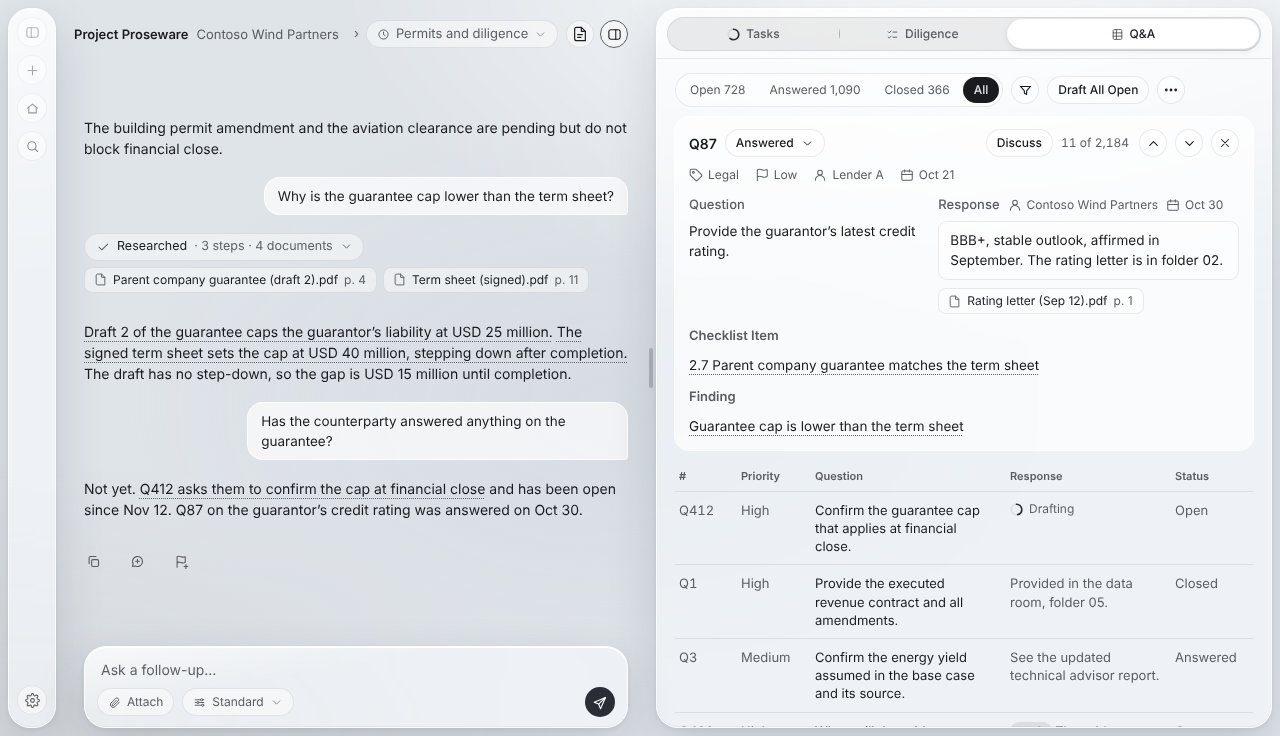 Project Proseware Contoso Wind Partners › Permits and diligence
The building permit amendment and the aviation clearance are pending but do not
block financial close.
Why is the guarantee cap lower than the term sheet?
Researched · 3 steps · 4 documents
Parent company guarantee (draft 2).pdf p. 4 Term sheet (signed).pdf p. 11
Draft 2 of the guarantee caps the guarantor’s liability at USD 25 million. The
signed term sheet sets the cap at USD 40 million, stepping down after completion.
The draft has no step-down, so the gap is USD 15 million until completion.
Has the counterparty answered anything on the
guarantee?
Not yet. Q412 asks them to confirm the cap at financial close and has been open
since Nov 12. Q87 on the guarantor’s credit rating was answered on Oct 30.
Ask a follow-up...
Attach Standard
Tasks Diligence Q&A
Open 728 Answered 1,090 Closed 366 All Draft All Open
Q87 Answered Discuss 11 of 2,184
Legal Low Lender A Oct 21
Question
Provide the guarantor’s latest credit
rating.
Response Contoso Wind Partners Oct 30
BBB+, stable outlook, affirmed in
September. The rating letter is in folder 02.
Rating letter (Sep 12).pdf p. 1
Checklist Item
2.7 Parent company guarantee matches the term sheet
Finding
Guarantee cap is lower than the term sheet
# Priority Question Response Status
Q412 High Confirm the guarantee cap Drafting Open
that applies at financial
close.
Q1 High Provide the executed Provided in the data Closed
revenue contract and all room, folder 05.
amendments.
Q3 Medium Confirm the energy yield See the updated Answered
assumed in the base case technical advisor report.
and its source.